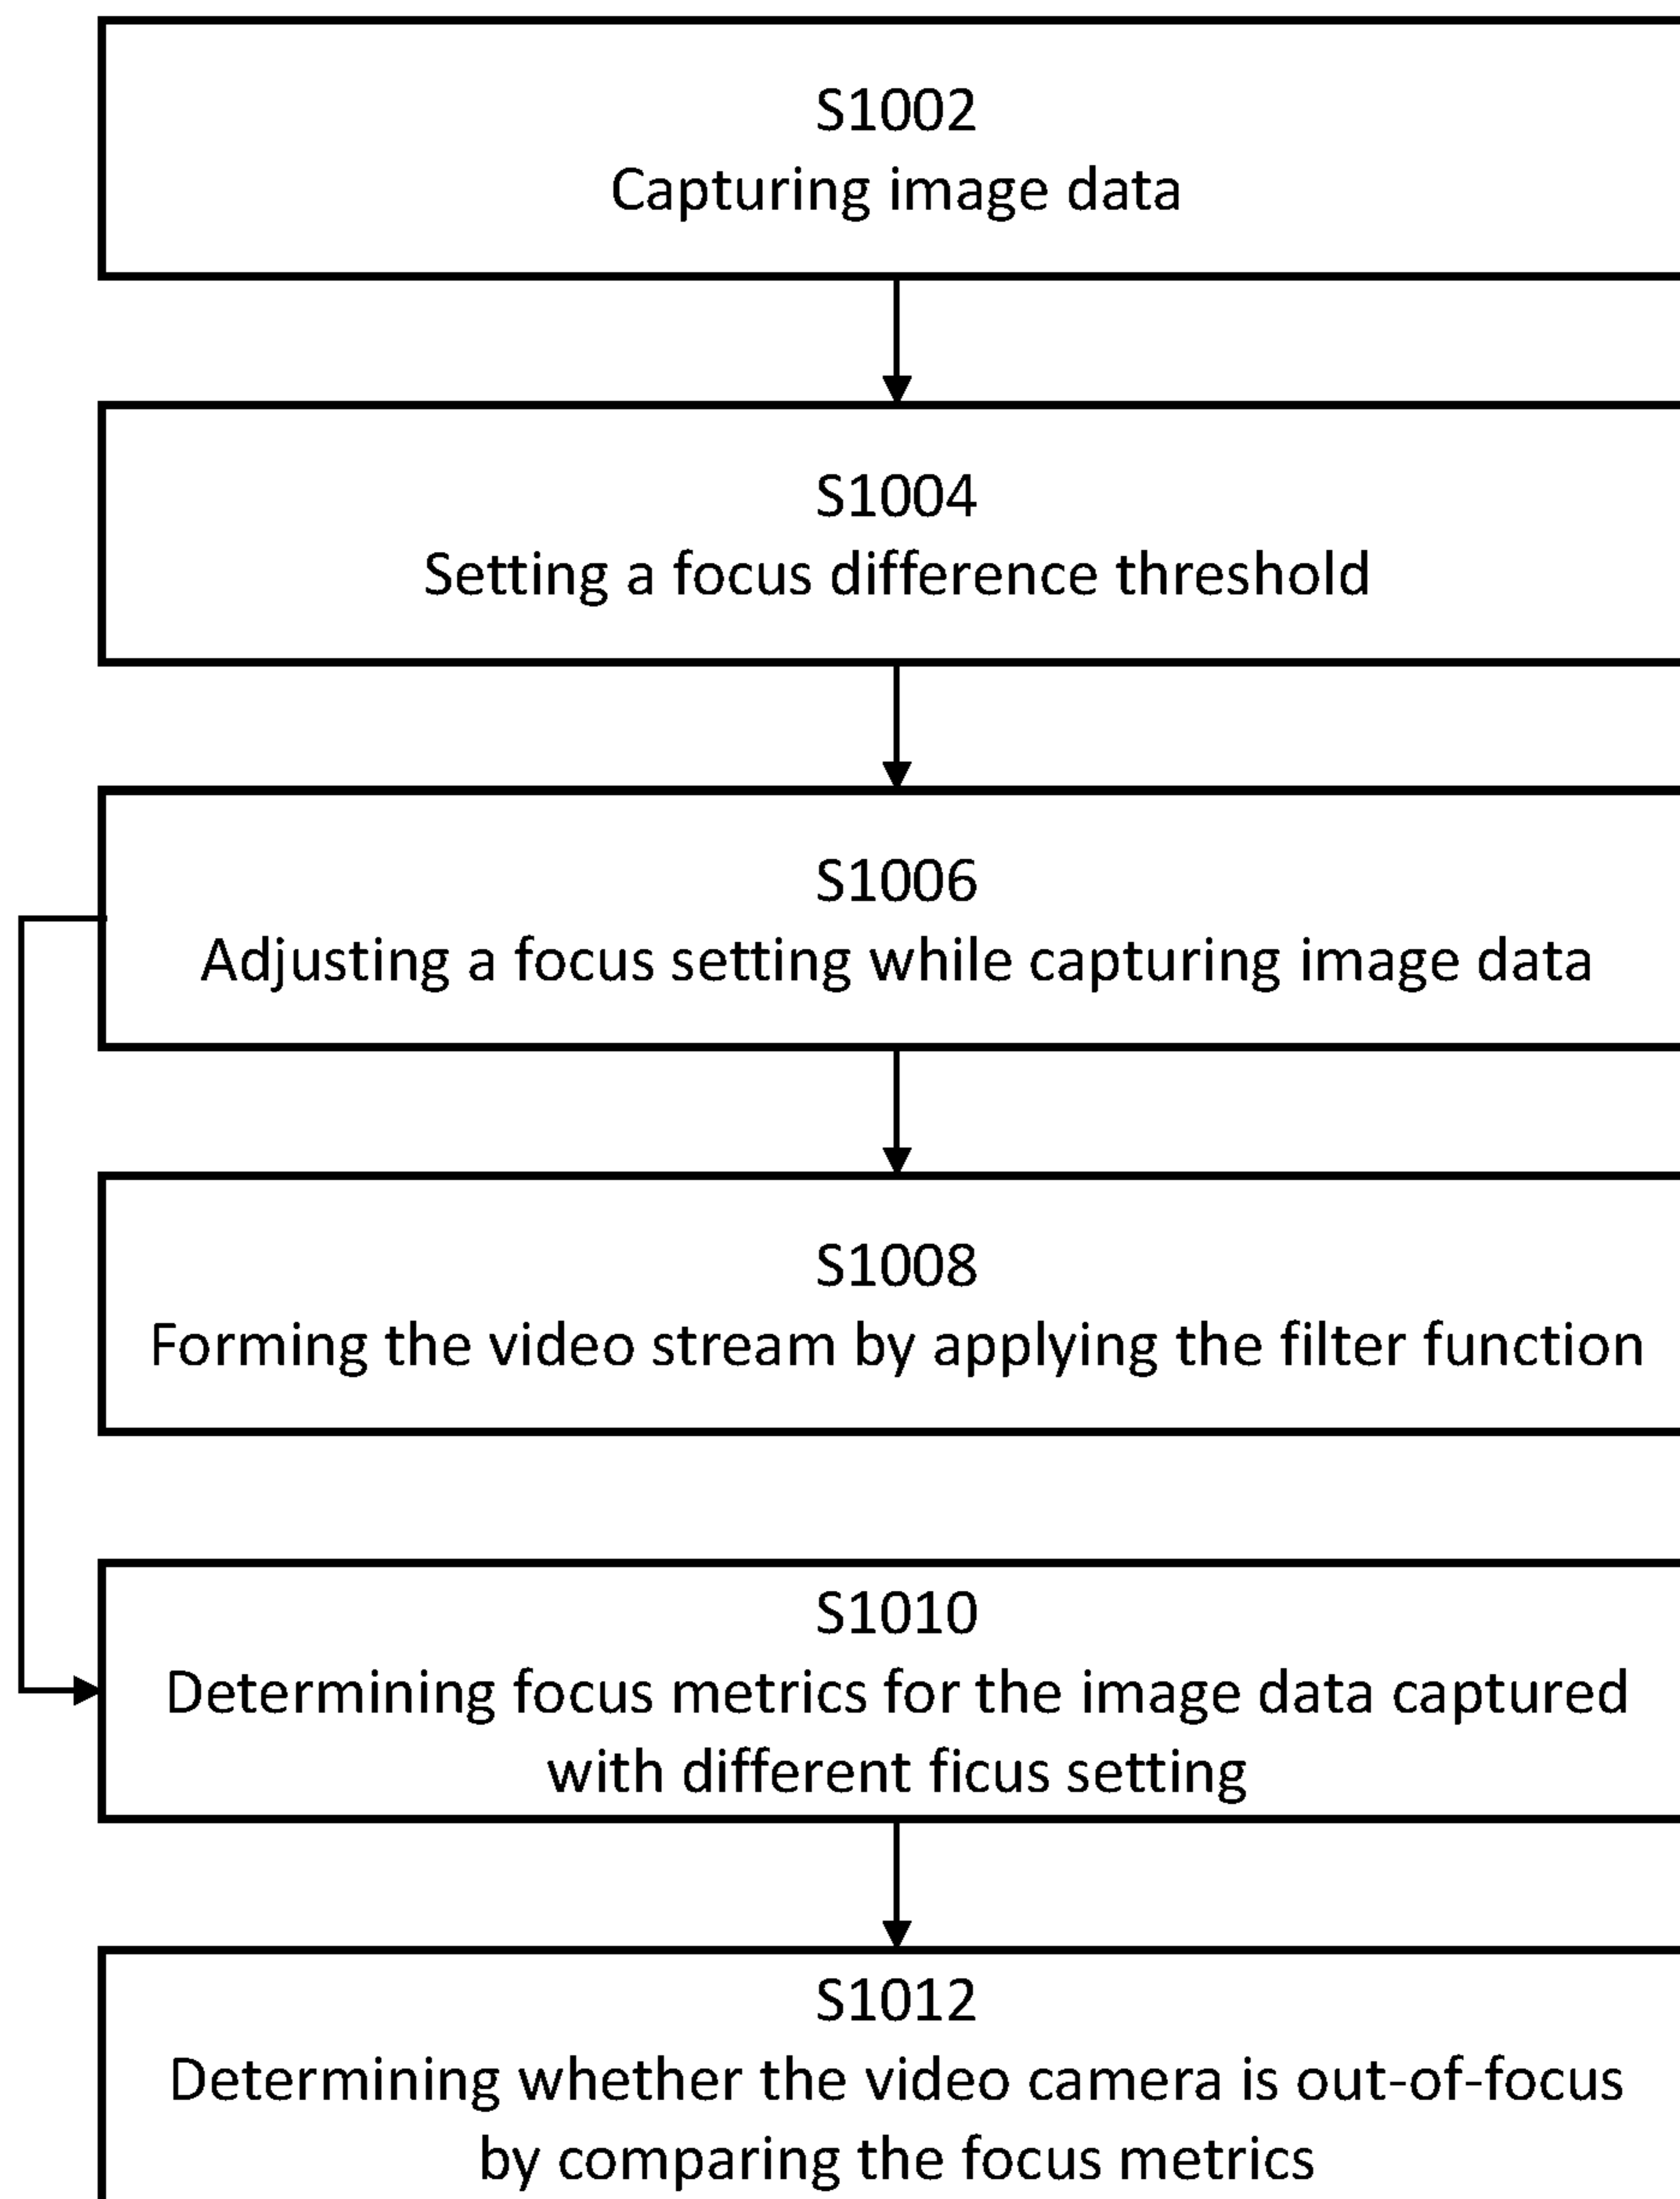 S1002
Capturing image data
S1004
Setting a focus difference threshold
S1006
Adjusting a focus setting while capturing image data
S1008
Forming the video stream by applying the filter function
S1010
Determining focus metrics for the image data captured
with different ficus setting
S1012
Determining whether the video camera is out-of-focus
by comparing the focus metrics